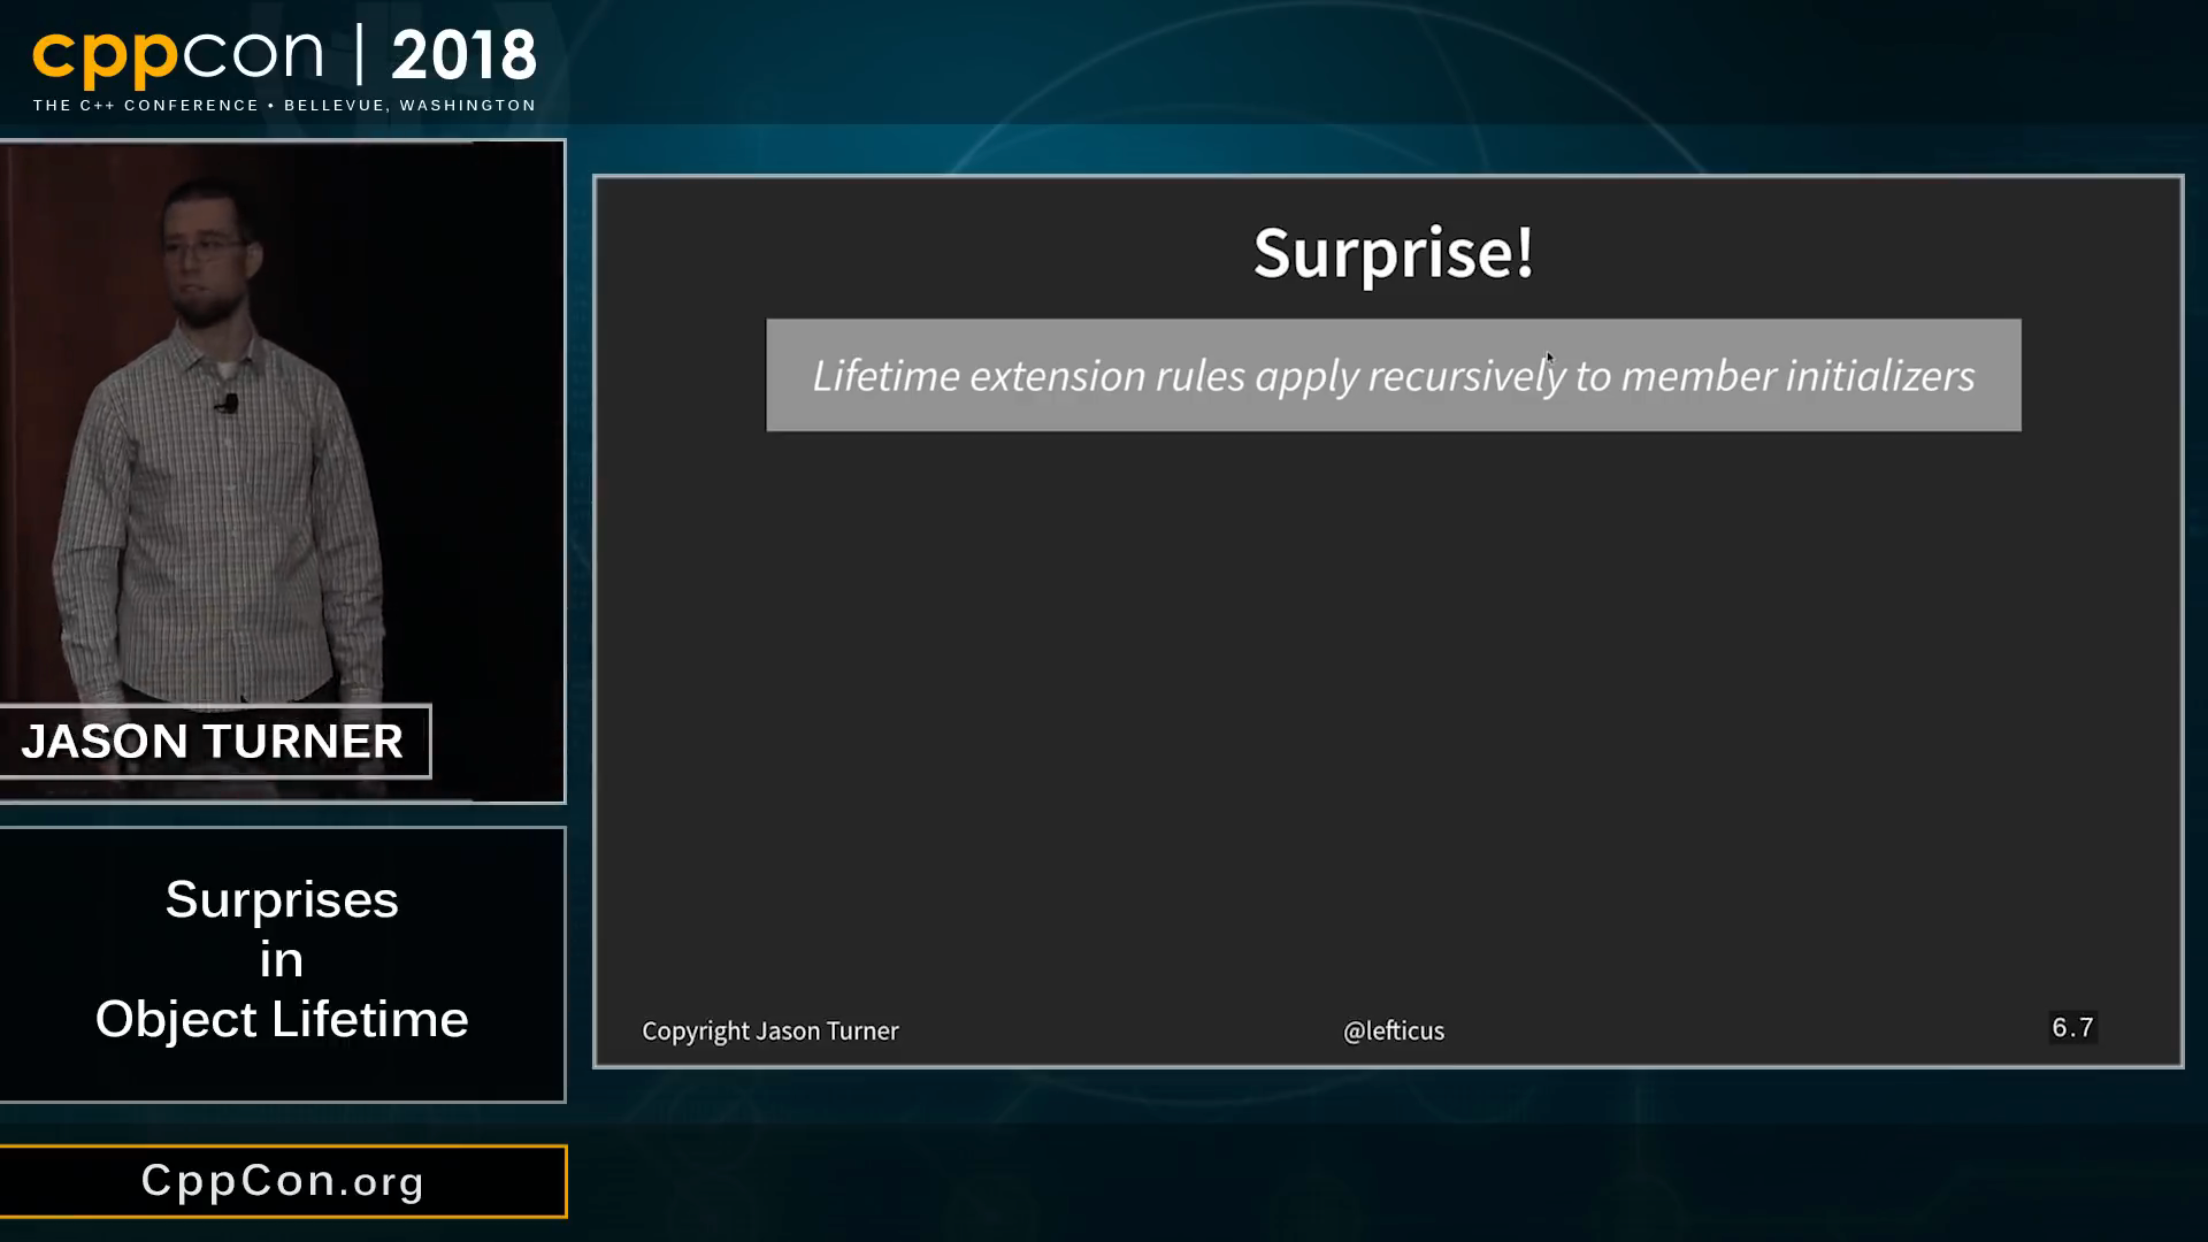 cppcon | 2018
THE C++ CONFERENCE • BELLEVUE, WASHINGTON
JASON TURNER
Surprises
in
Object Lifetime
CppCon.org
Surprise!
Lifetime extension rules apply recursively to member initializers
Copyright Jason Turner
@lefticus
6.7